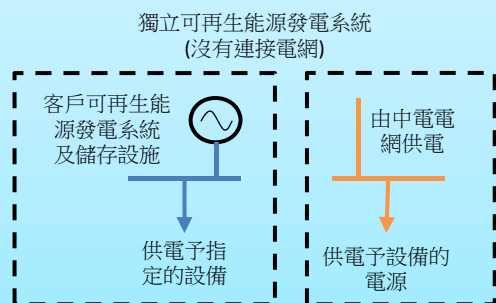 獨立可再生能源發電系統
(沒有連接電網)
客戶可再生能
源發電系統
及儲存設施
供電予指
定的設備
由中電電
網供電
供電予設備的
電源